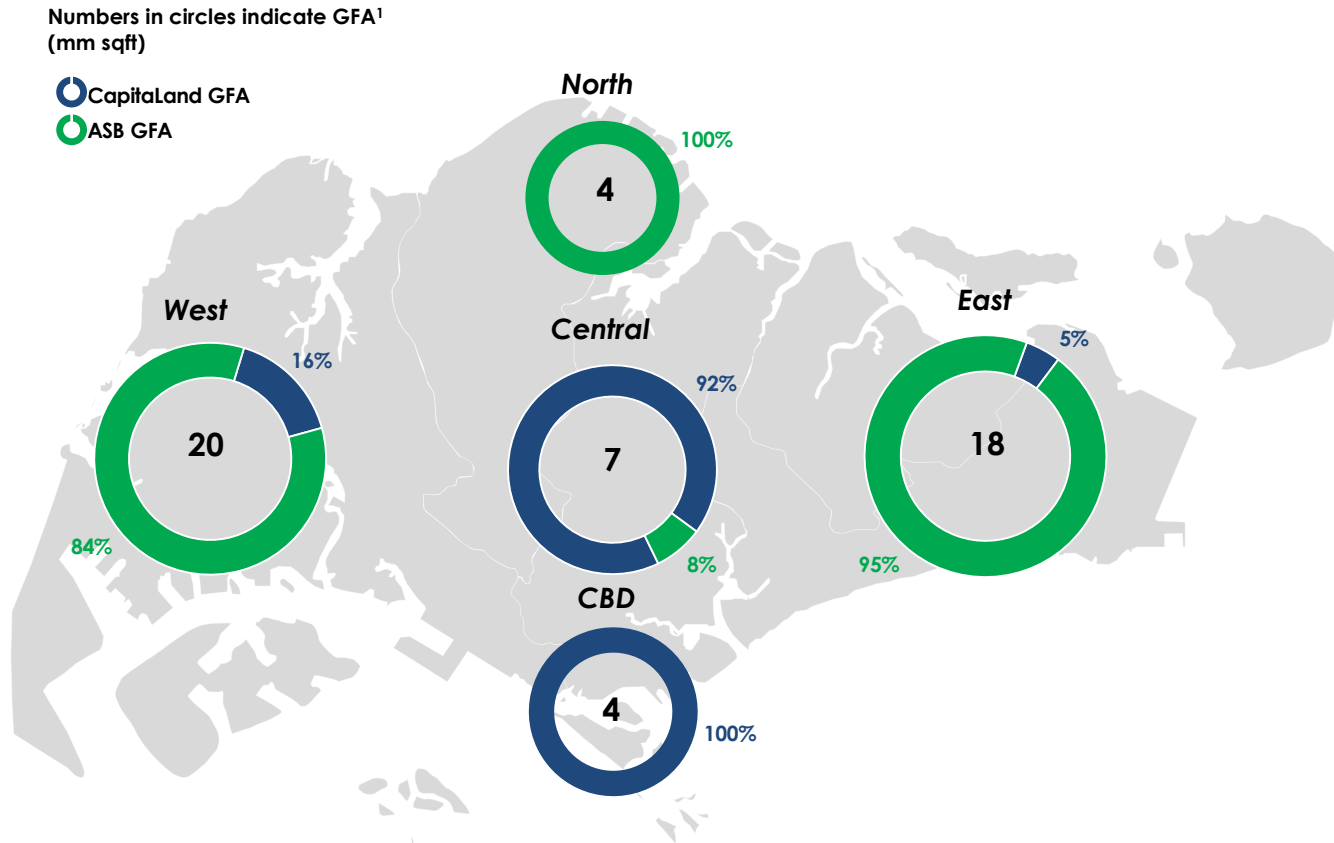 Numbers in circles indicate GFA¹
(mm sqft)
CapitaLand GFA
ASB GFA
North
100%
4
West
16%
20
84%
Central
92%
7
8%
East
5%
18
95%
CBD
4
100%